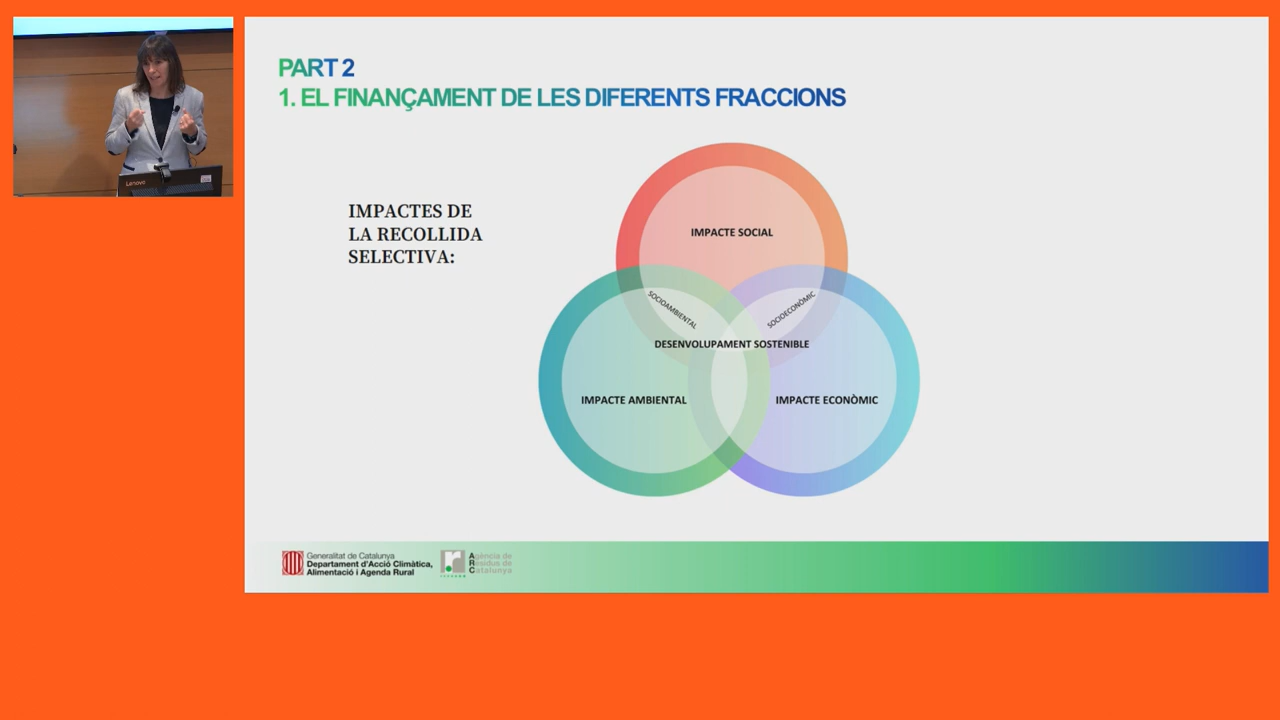 PART 2
1. EL FINANÇAMENT DE LES DIFERENTS FRACCIONS
IMPACTES DE
LA RECOLLIDA
SELECTIVA:
IMPACTE SOCIAL
SOCIOAMBIENTAL
SOCIOECONÒMIC
DESENVOLUPAMENT SOSTENIBLE
IMPACTE AMBIENTAL
IMPACTE ECONÒMIC
Generalitat de Catalunya
Departament d'Acció Climàtica,
Alimentació i Agenda Rural
Agència de
Residus de
Catalunya
Lenovo